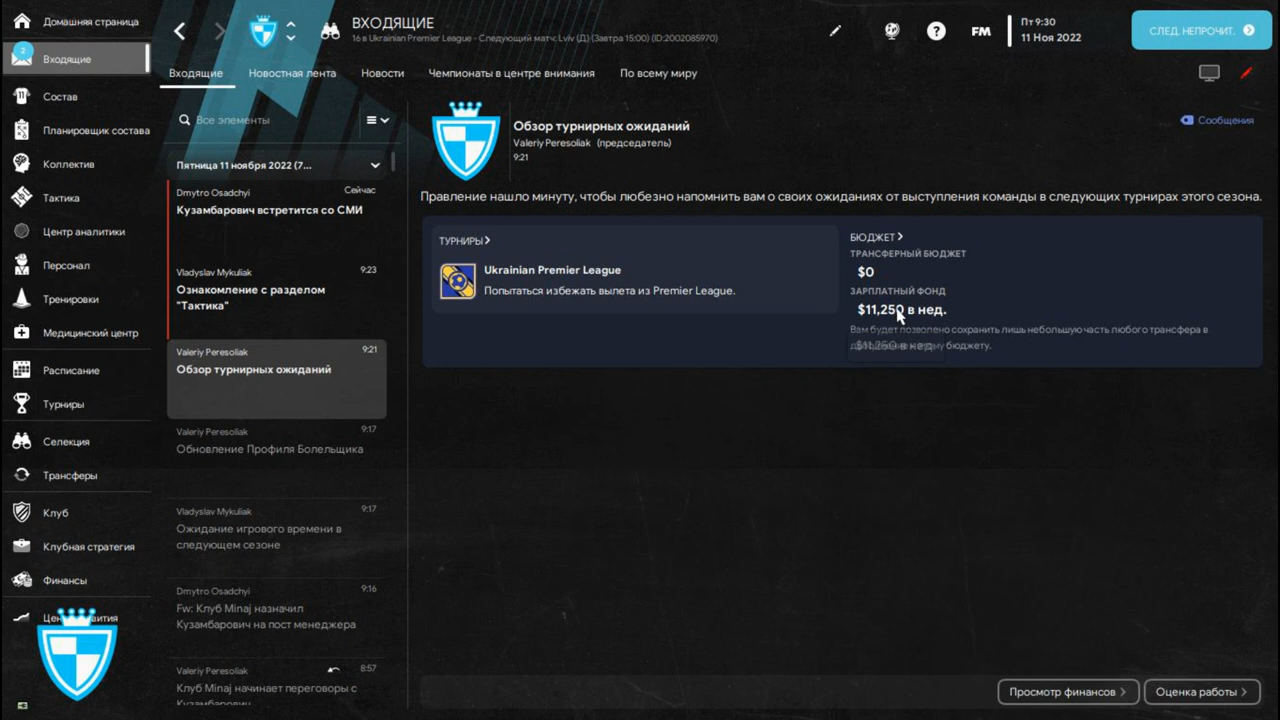 Домашняя страница
2
Входящие
11
Состав
Планировщик состава
Коллектив
Тактика
Центр аналитики
Персонал
Тренировки
Медицинский центр
Расписание
Турниры
Селекция
Трансферы
Клуб
Клубная стратегия
Финансы
ВХОДЯЩИЕ
16 в Ukrainian Premier League - Следующий матч: Lviv (Д) (Завтра 15:00) (ID:2002085970)
?
FM
Пт 9:30
11 Ноя 2022
СЛЕД. НЕПРОЧИТ.
Входящие
Новостная лента
Новости
Чемпионаты в центре внимания
По всему миру
Все элементы
Пятница 11 ноября 2022 (7...
Dmytro Osadchyi
Сейчас
Кузамбарович встретится со СМИ
Vladyslav Mykuliak
9:23
Ознакомление с разделом
"Тактика"
Valeriy Peresoliak
9:21
Обзор турнирных ожиданий
Valeriy Peresoliak
9:17
Обновление Профиля Болельщика
Vladyslav Mykuliak
9:17
Ожидание игрового времени в
следующем сезоне
Dmytro Osadchyi
9:16
Fw: Клуб Minaj назначил
Кузамбарович на пост менеджера
Valeriy Peresoliak
8:57
Клуб Minaj начинает переговоры с
Кузамбарович
Обзор турнирных ожиданий
Valeriy Peresoliak (председатель)
9:21
Сообщения
Правление нашло минуту, чтобы любезно напомнить вам о своих ожиданиях от выступления команды в следующих турнирах этого сезона.
ТУРНИРЫ
Ukrainian Premier League
Попытаться избежать вылета из Premier League.
БЮДЖЕТ
ТРАНСФЕРНЫЙ БЮДЖЕТ
$0
ЗАРПЛАТНЫЙ ФОНД
$11,250 в нед.
Вам будет позволено сохранить лишь небольшую часть любого трансфера в
бюджету.
$11,250 в нед.
Просмотр финансов
Оценка работы